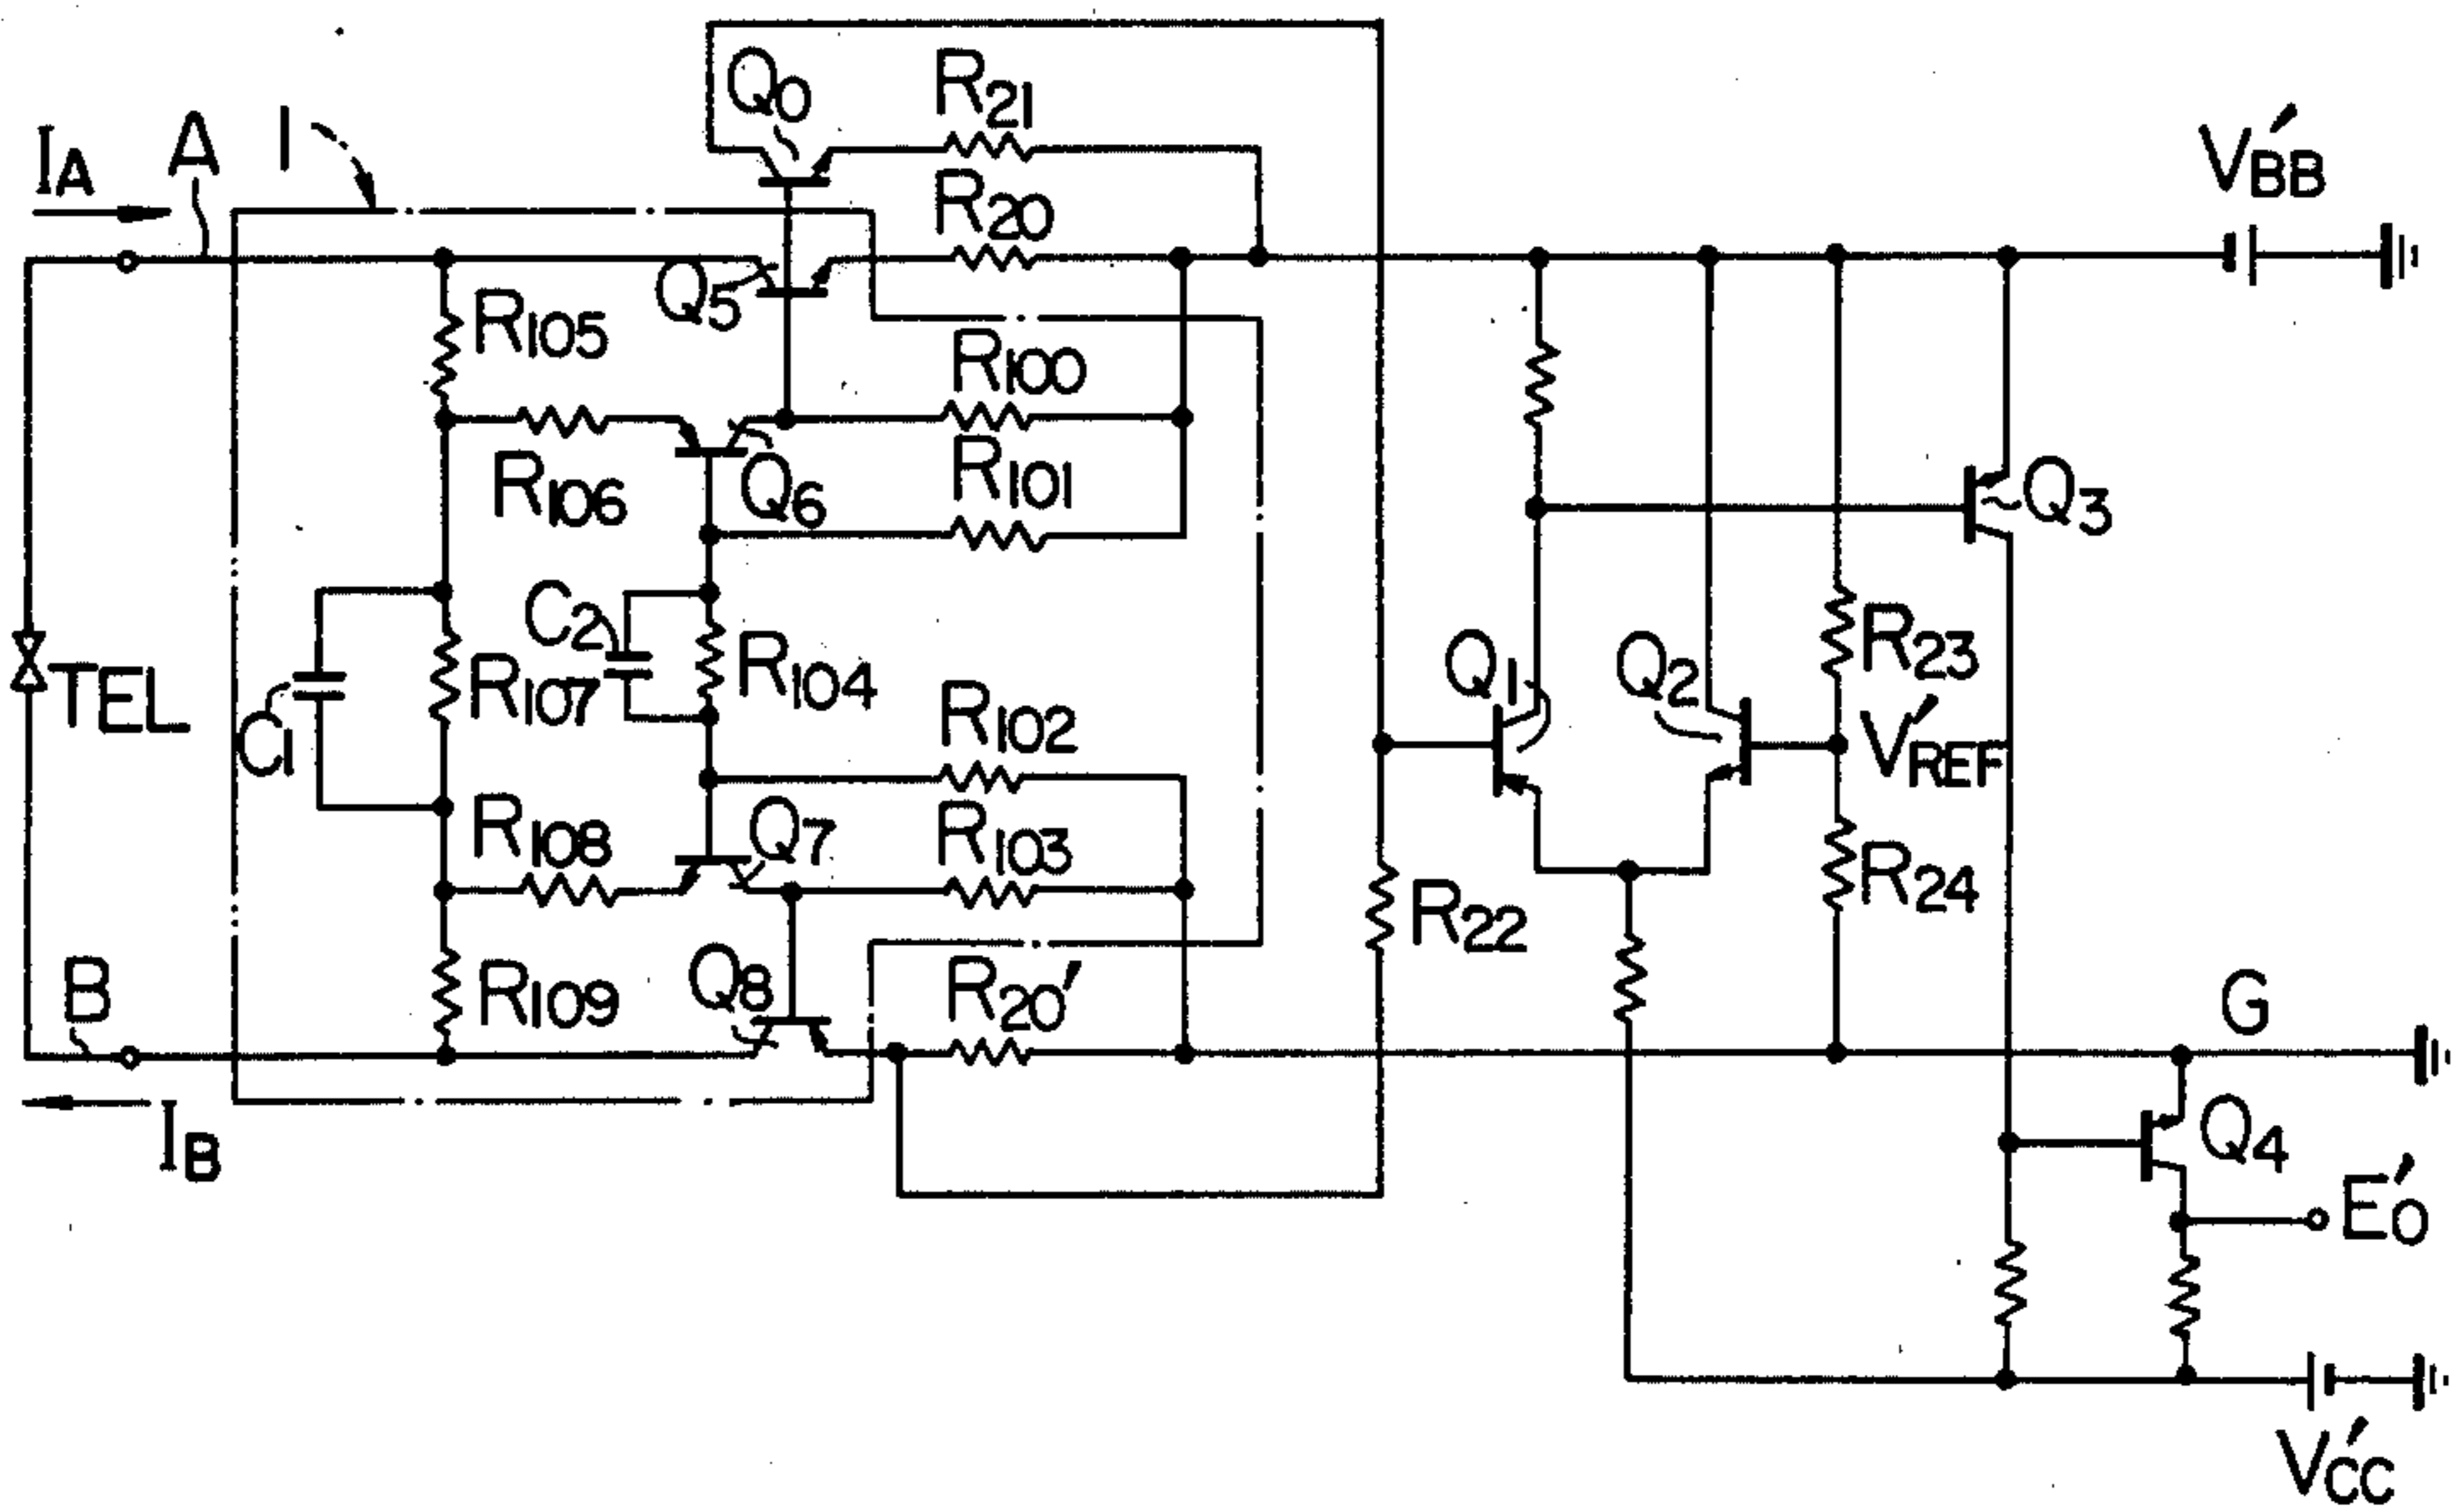 Q0
R21
IA
A
1
R20
V'BB
Q5
R105
R100
R106
Q6
R101
Q3
C2
TEL
R107
R104
Q1
Q2
R23
C1
R102
V'REF
R108
Q7
R103
R22
R24
B
R109
Q8
R20'
G
IB
Q4
E'O
V'CC